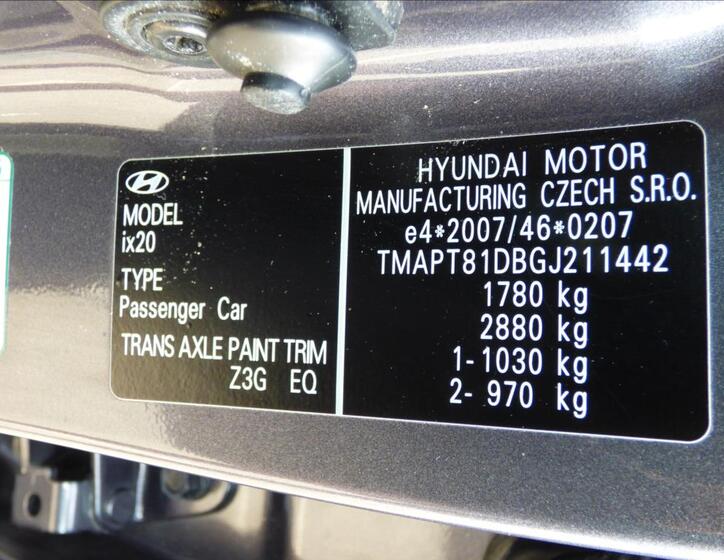 MODEL
ix20
TYPE
Passenger Car
TRANS AXLE PAINT TRIM
Z3G EQ
HYUNDAI MOTOR
MANUFACTURING CZECH S.R.O.
e4*2007/46*0207
TMAPT81DBGJ211442
1780 kg
2880 kg
1- 1030 kg
2- 970 kg